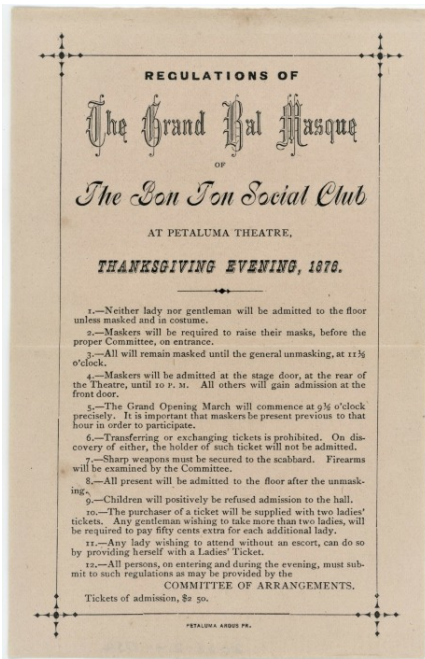 REGULATIONS OF
The Grand Bal Masque
OF
The Bon Ton Social Club
AT PETALUMA THEATRE,
THANKSGIVING EVENING, 1878.
1.—Neither lady nor gentleman will be admitted to the floor
unless masked and in costume.
2.—Maskers will be required to raise their masks, before the
proper Committee, on entrance.
3.—All will remain masked until the general unmasking, at 11½
o'clock.
4.—Maskers will be admitted at the stage door, at the rear of
the Theatre, until 10 P. M. All others will gain admission at the
front door.
5.—The Grand Opening March will commence at 9½ o'clock
precisely. It is important that maskers be present previous to that
hour in order to participate.
6.—Transferring or exchanging tickets is prohibited. On dis-
covery of either, the holder of such ticket will not be admitted.
7.—Sharp weapons must be secured to the scabbard. Firearms
will be examined by the Committee.
8.—All present will be admitted to the floor after the unmask-
ing.
9.—Children will positively be refused admission to the hall.
10.—The purchaser of a ticket will be supplied with two ladies'
tickets. Any gentleman wishing to take more than two ladies, will
be required to pay fifty cents extra for each additional lady.
11.—Any lady wishing to attend without an escort, can do so
by providing herself with a Ladies' Ticket.
12.—All persons, on entering and during the evening, must sub-
mit to such regulations as may be provided by the
COMMITTEE OF ARRANGEMENTS.
Tickets of admission, $2 50.
PETALUMA ARGUS PR.